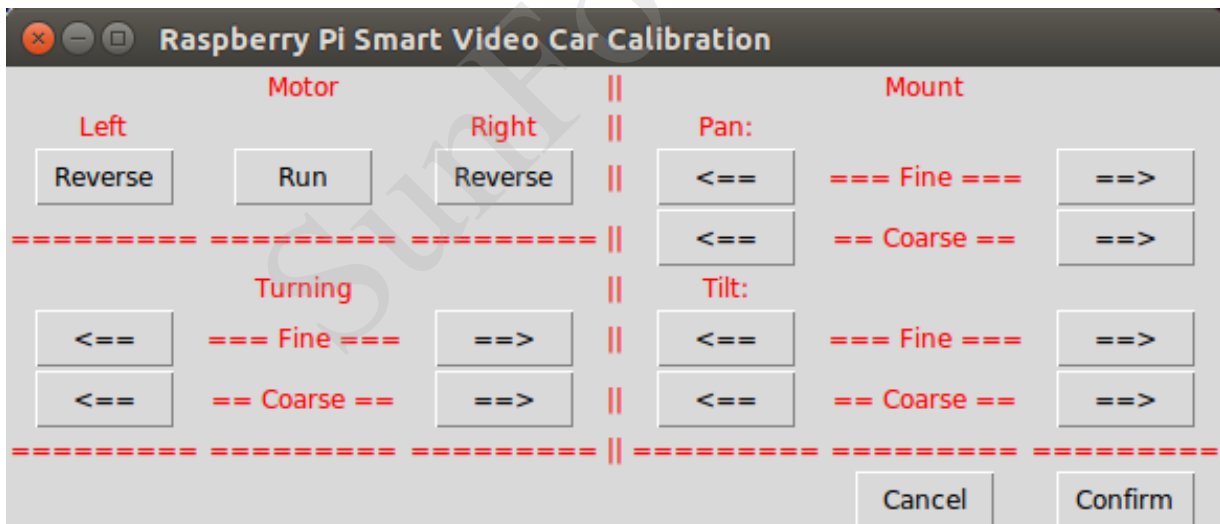 Raspberry Pi Smart Video Car Calibration
Motor || Mount
Left Right || Pan:
Reverse Run Reverse || <== === Fine === ==>
========= ========= ========= || <== == Coarse == ==>
Turning || Tilt:
<== === Fine === ==> || <== === Fine === ==>
<== == Coarse == ==> || <== == Coarse == ==>
========= ========= ========= || ========= ========= =========
Cancel Confirm
SunFo